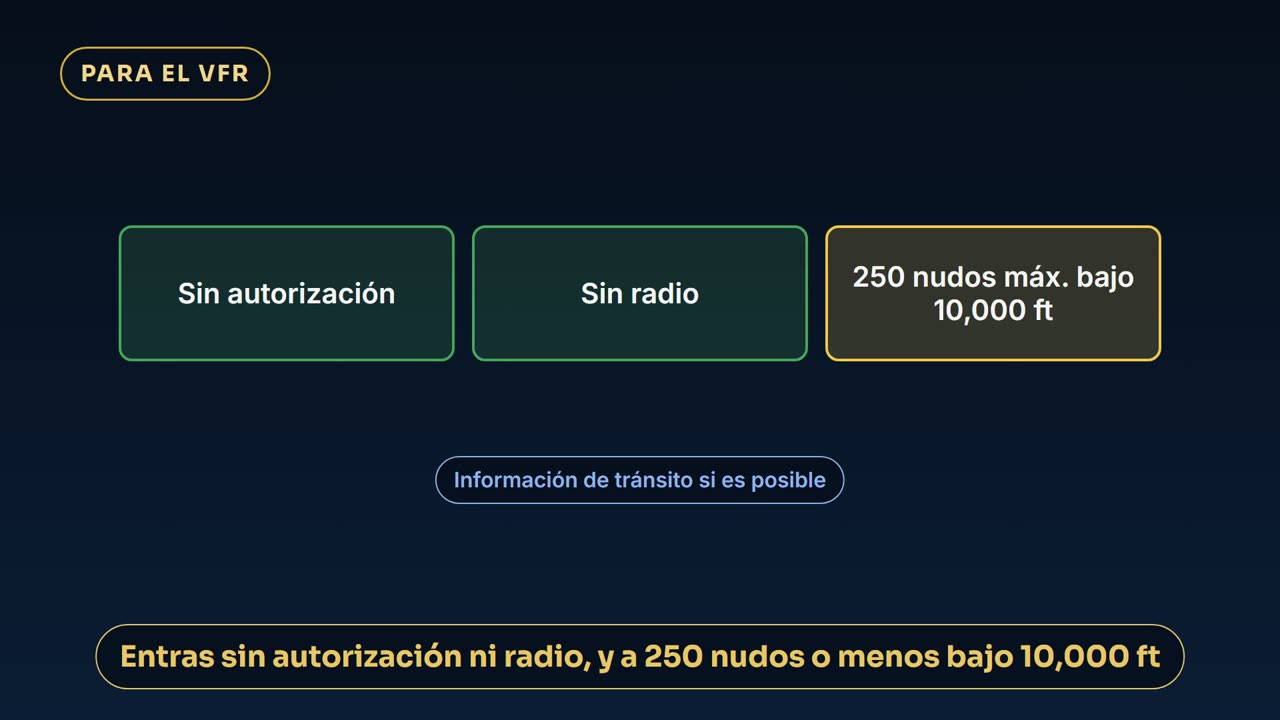 PARA EL VFR
Sin autorización
Sin radio
250 nudos máx. bajo
10,000 ft
Información de tránsito si es posible
Entras sin autorización ni radio, y a 250 nudos o menos bajo 10,000 ft